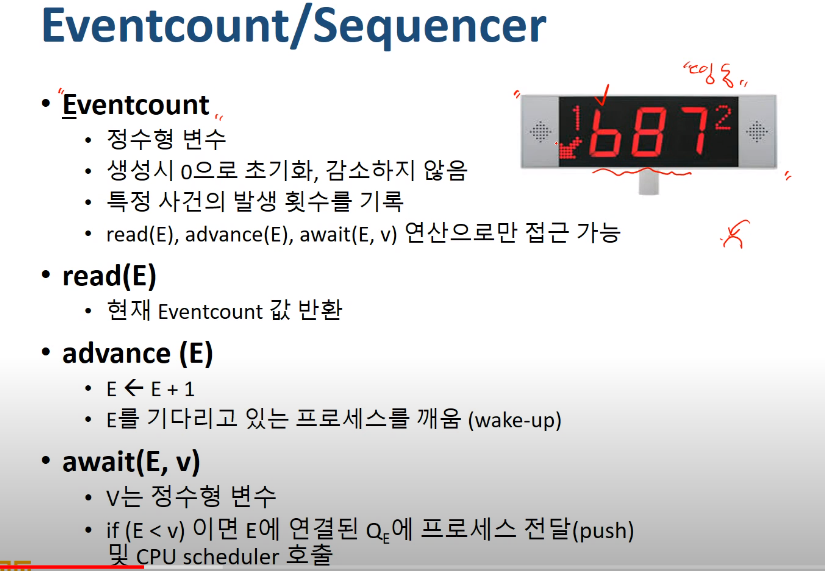 Eventcount/Sequencer
"띵동"
• "Eventcount"
1 687 2
• 정수형 변수
• 생성시 0으로 초기화, 감소하지 않음
• 특정 사건의 발생 횟수를 기록
• read(E), advance(E), await(E, v) 연산으로만 접근 가능
• read(E)
• 현재 Eventcount 값 반환
• advance (E)
• E ← E + 1
• E를 기다리고 있는 프로세스를 깨움 (wake-up)
• await(E, v)
• V는 정수형 변수
• if (E < v) 이면 E에 연결된 QE에 프로세스 전달(push)
및 CPU scheduler 호출